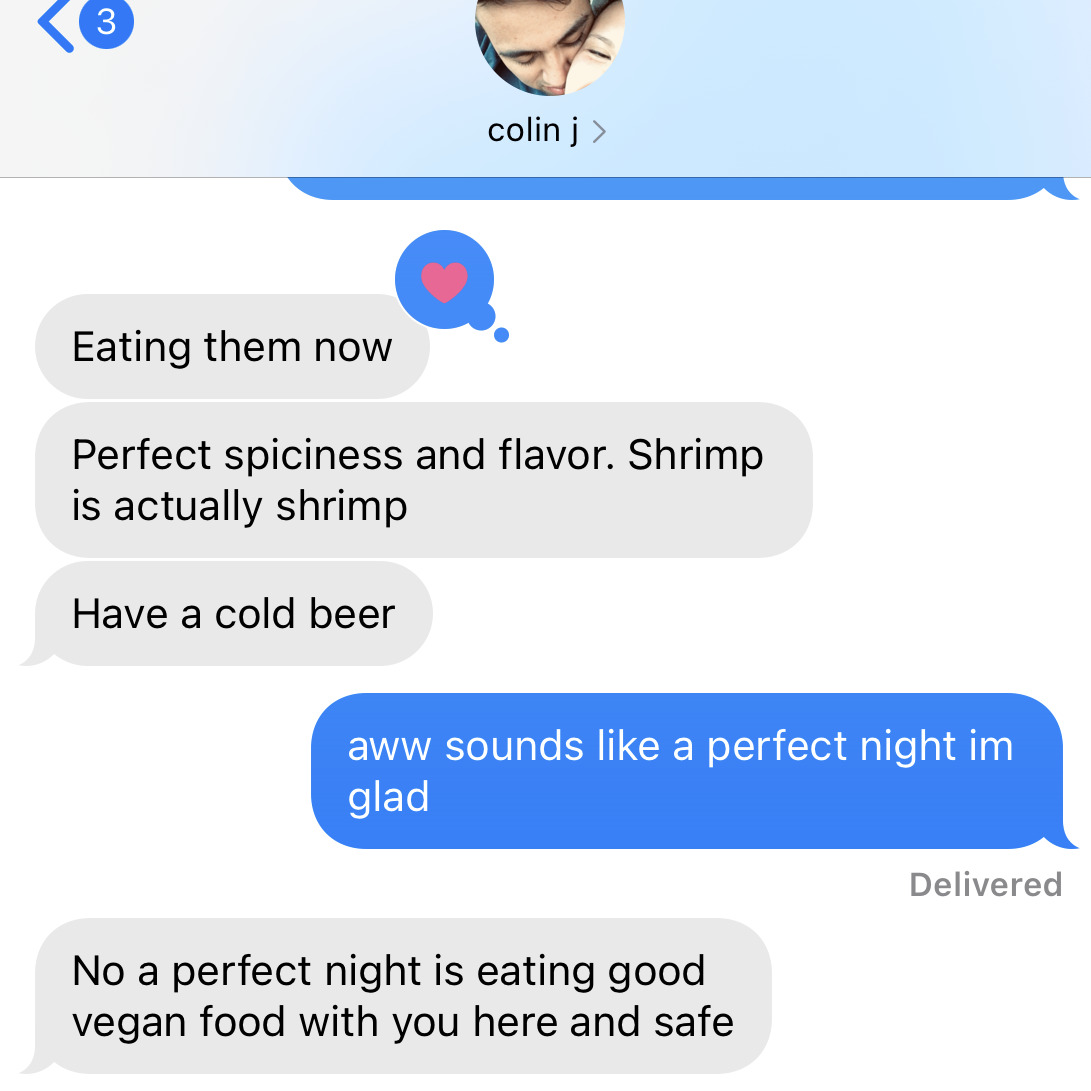 3
colin j
Eating them now
Perfect spiciness and flavor. Shrimp
is actually shrimp
Have a cold beer
aww sounds like a perfect night im
glad
Delivered
No a perfect night is eating good
vegan food with you here and safe